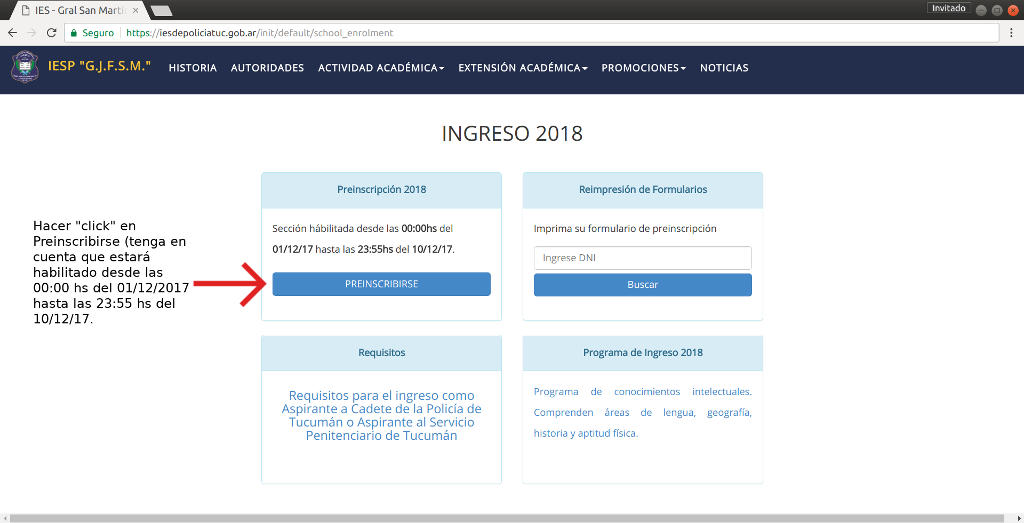 IES - Gral San Marti
Invitado
Seguro
https://iesdepoliciatuc.gob.ar/init/default/school_enrolment
IESP "G.J.F.S.M."
HISTORIA
AUTORIDADES
ACTIVIDAD ACADÉMICA
EXTENSIÓN ACADÉMICA
PROMOCIONES
NOTICIAS
INGRESO 2018
Hacer "click" en
Preinscribirse (tenga en
cuenta que estará
habilitado desde las
00:00 hs del 01/12/2017
hasta las 23:55 hs del
10/12/17.
Preinscripción 2018
Sección hábilitada desde las 00:00hs del
01/12/17 hasta las 23:55hs del 10/12/17.
PREINSCRIBIRSE
Reimpresión de Formularios
Imprima su formulario de preinscripción
Ingrese DNI
Buscar
Requisitos
Requisitos para el ingreso como
Aspirante a Cadete de la Policía de
Tucumán o Aspirante al Servicio
Penitenciario de Tucumán
Programa de Ingreso 2018
Programa de conocimientos intelectuales.
Comprenden áreas de lengua, geografía,
historia y aptitud física.